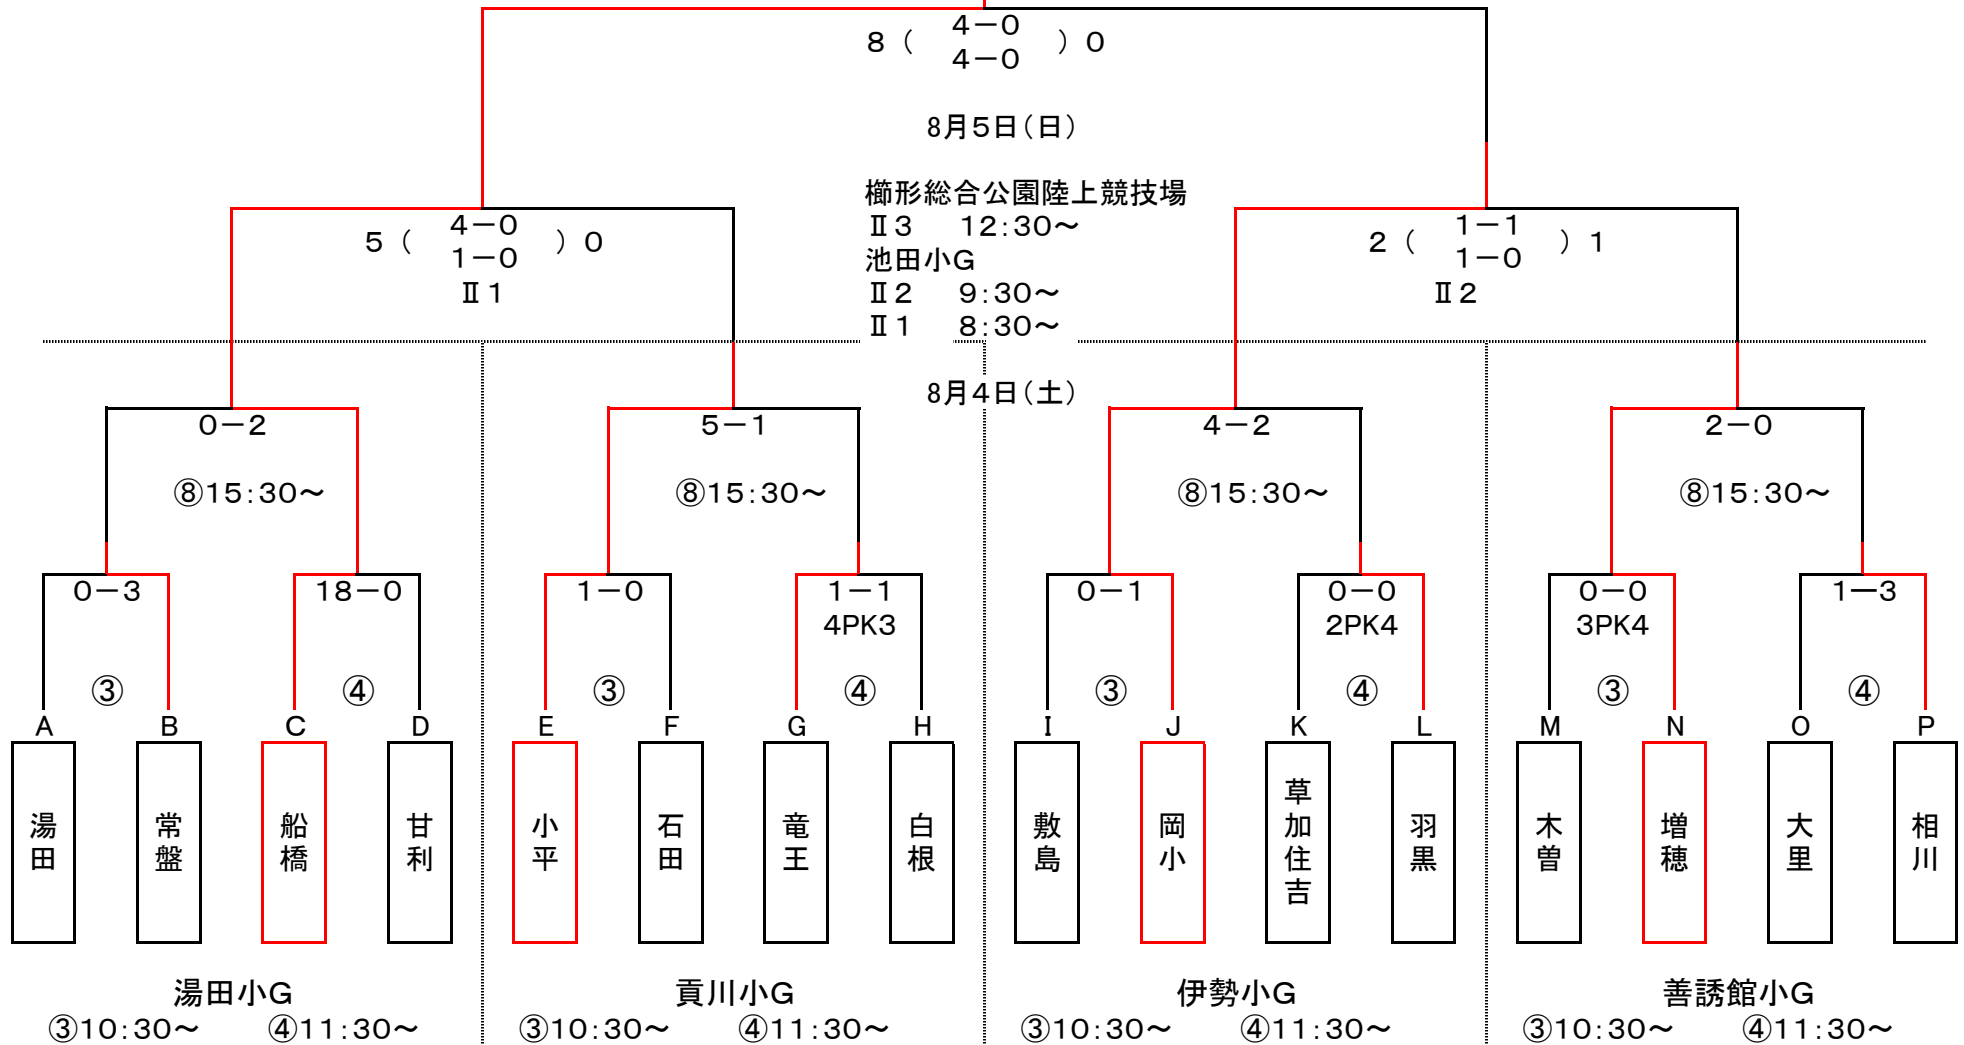 4－0
8（　）0
4－0
8月5日（日）
櫛形総合公園陸上競技場
Ⅱ3　12：30～
池田小G
Ⅱ2　9：30～
Ⅱ1　8：30～
4－0
5（　）0
1－0
Ⅱ1
1－1
2（　）1
1－0
Ⅱ2
8月4日（土）
0－2
5－1
4－2
2－0
⑧15：30～
⑧15：30～
⑧15：30～
⑧15：30～
0－3
18－0
1－0
1－1
0－1
0－0
0－0
1－3
4PK3
2PK4
3PK4
③
④
③
④
③
④
③
④
A
B
C
D
E
F
G
H
I
J
K
L
M
N
O
P
湯田
常盤
船橋
甘利
小平
石田
竜王
白根
敷島
岡小
草加住吉
羽黒
木曽
増穂
大里
相川
湯田小G
貢川小G
伊勢小G
善誘館小G
③10：30～　④11：30～
③10：30～　④11：30～
③10：30～　④11：30～
③10：30～　④11：30～